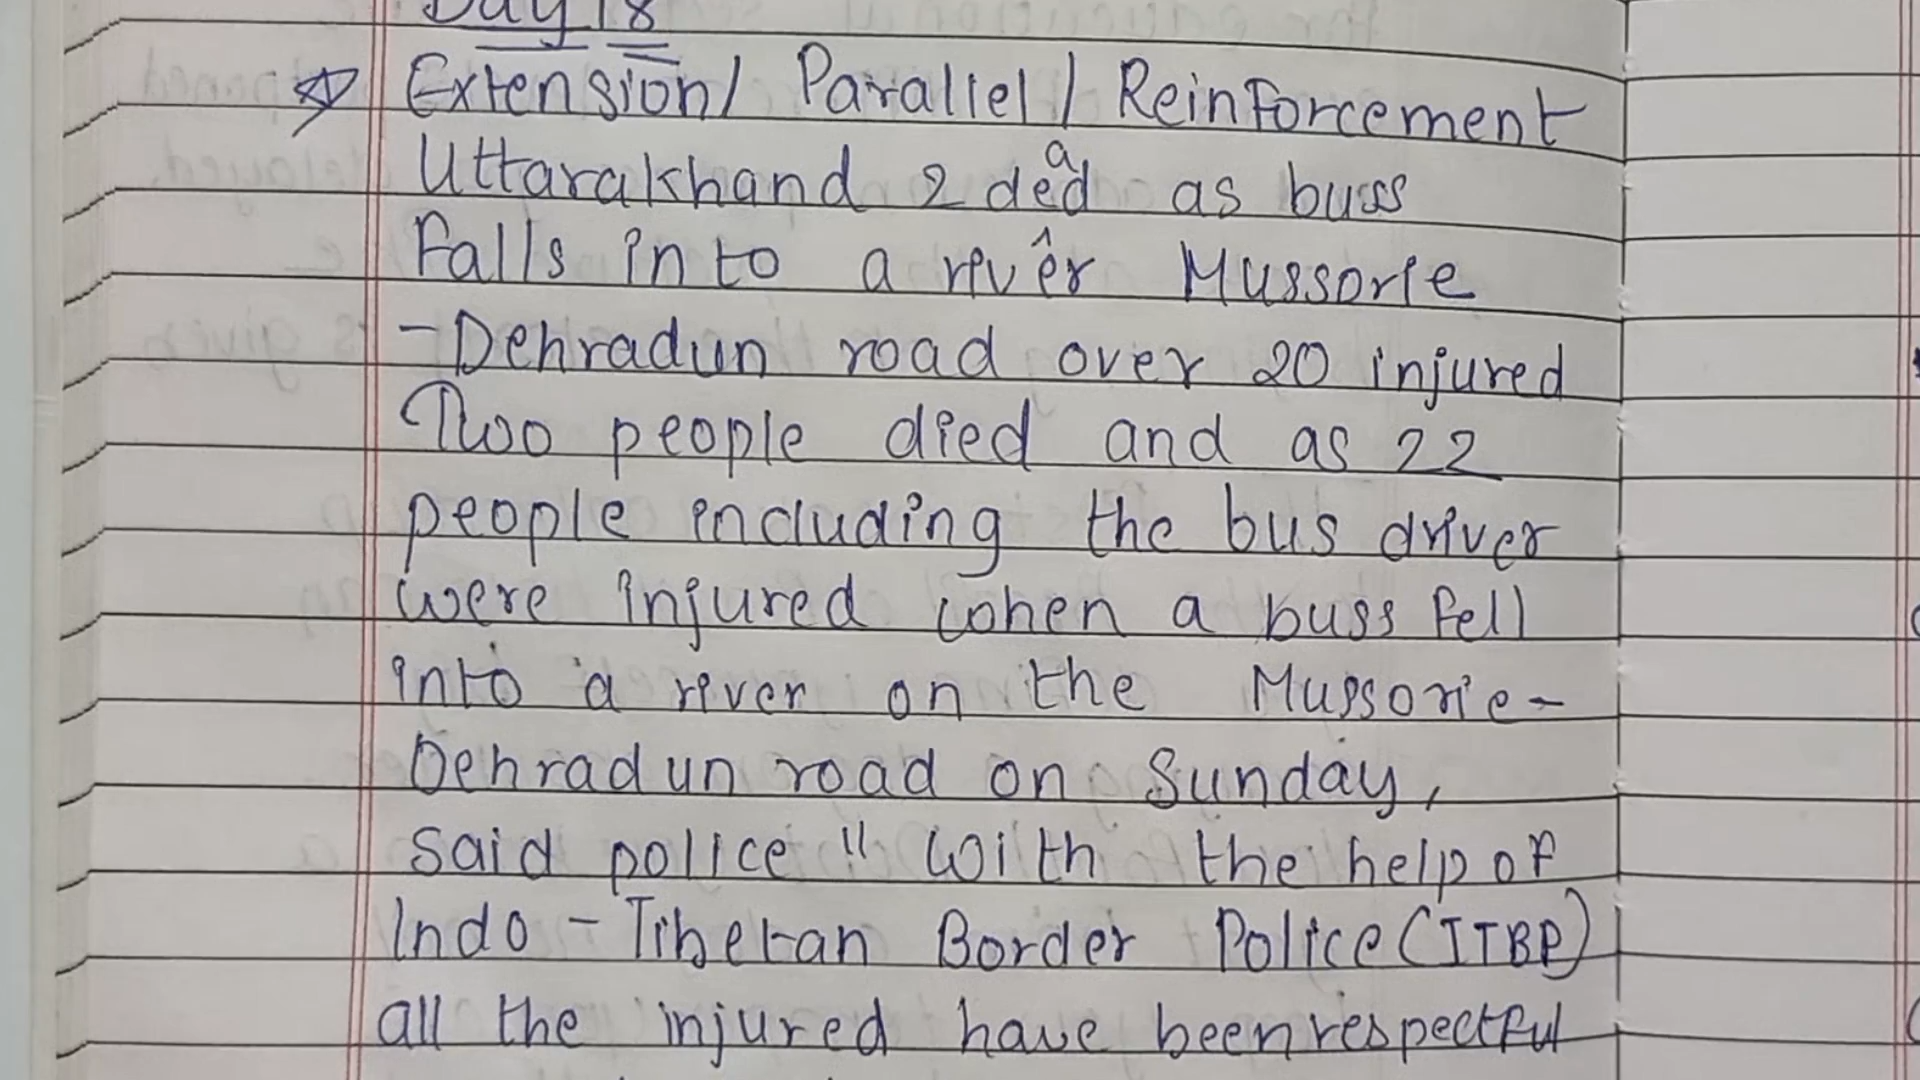 Day 18
Extension/ Parallel / Reinforcement
Uttarakhand 2 dead as buss
Falls into a river Mussorie
-Dehradun road over 20 injured
Two people died and as 22
people including the bus driver
were injured when a buss fell
into a river on the Mussorie-
Dehradun road on Sunday,
said police " With the help of
Indo - Tibetan Border Police (ITBP)
all the injured have been respectful